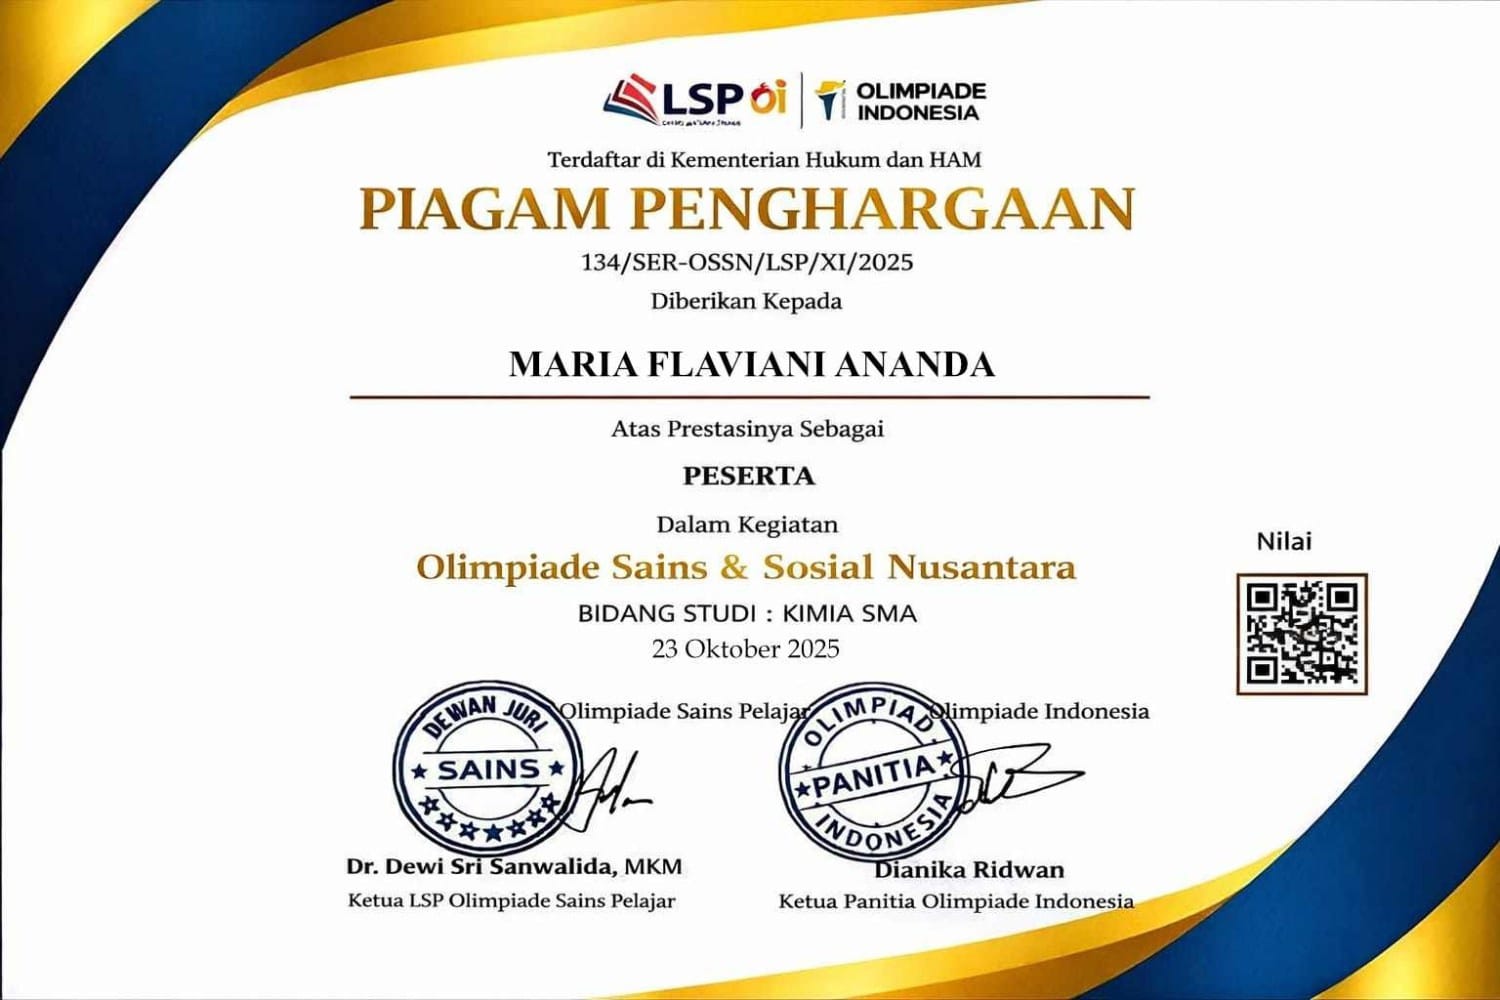 LSP OI
OLIMPIADE
INDONESIA
Terdaftar di Kementerian Hukum dan HAM
PIAGAM PENGHARGAAN
134/SER-OSSN/LSP/XI/2025
Diberikan Kepada
MARIA FLAVIANI ANANDA
Atas Prestasinya Sebagai
PESERTA
Dalam Kegiatan
Olimpiade Sains & Sosial Nusantara
BIDANG STUDI : KIMIA SMA
23 Oktober 2025
Nilai
Olimpiade Sains Pelajar
DEWAN JURI
SAINS
Dr. Dewi Sri Sanwalida, MKM
Ketua LSP Olimpiade Sains Pelajar
Olimpiade Indonesia
OLIMPIAD
PANITIA
INDONESIA
Dianika Ridwan
Ketua Panitia Olimpiade Indonesia